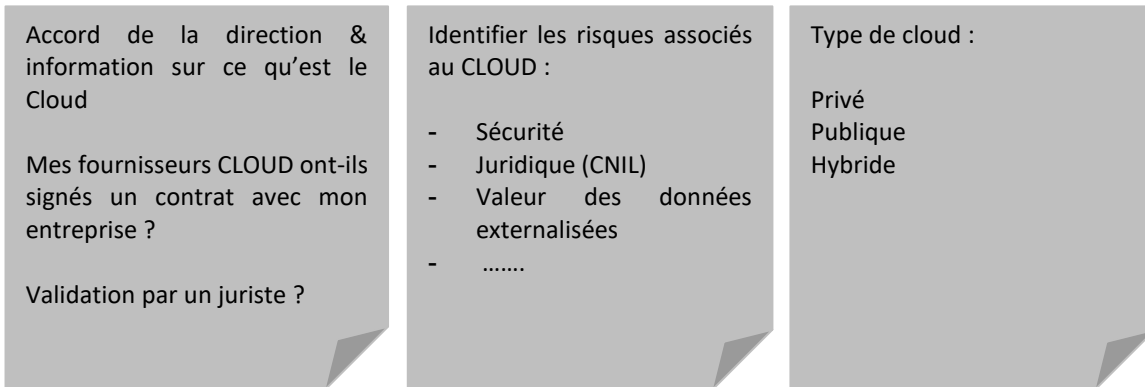 Accord de la direction &
information sur ce qu’est le
Cloud
Mes fournisseurs CLOUD ont-ils
signés un contrat avec mon
entreprise ?
Validation par un juriste ?
Identifier les risques associés
au CLOUD :
- Sécurité
- Juridique (CNIL)
- Valeur des données
externalisées
- …….
Type de cloud :
Privé
Publique
Hybride